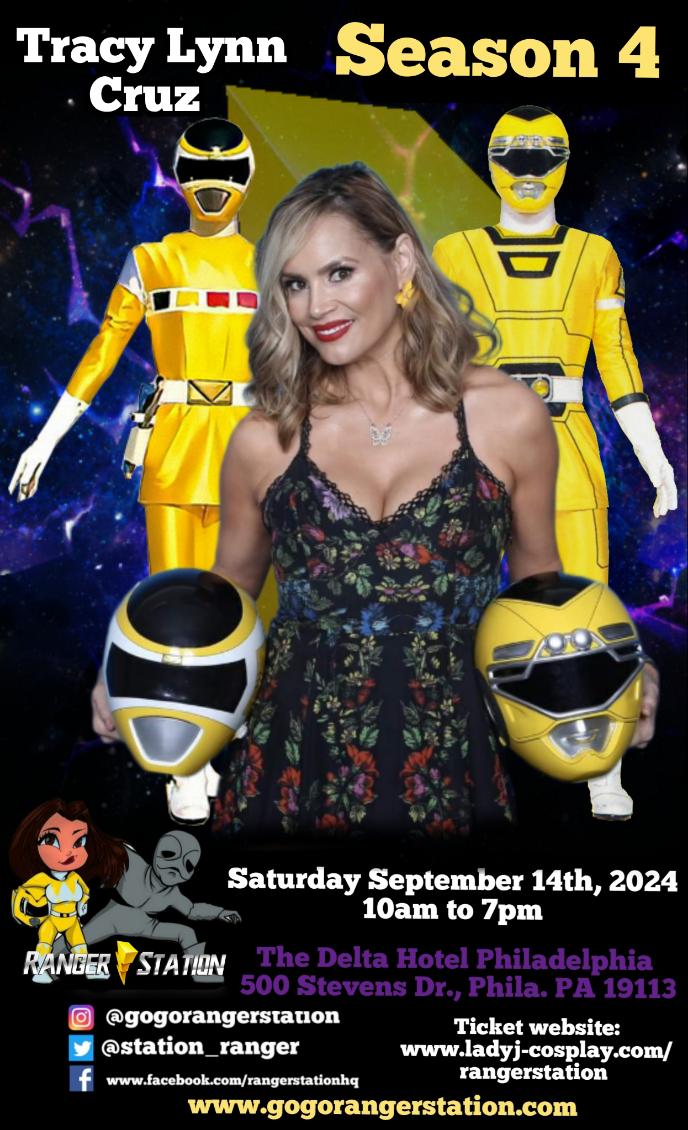 Tracy Lynn
Cruz
Season 4
Saturday September 14th, 2024
10am to 7pm
RANGER STATION
The Delta Hotel Philadelphia
500 Stevens Dr., Phila. PA 19113
@gogorangerstation
@station_ranger
www.facebook.com/rangerstationhq
Ticket website:
www.ladyj-cosplay.com/
rangerstation
www.gogorangerstation.com